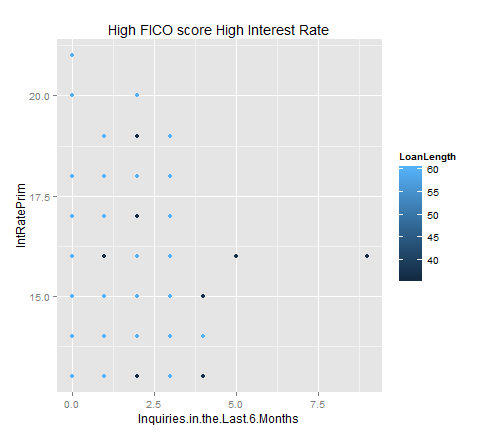 High FICO score High Interest Rate
IntRatePrim
20.0
17.5
15.0
0.0 2.5 5.0 7.5
Inquiries.in.the.Last.6.Months
LoanLength
60
55
50
45
40